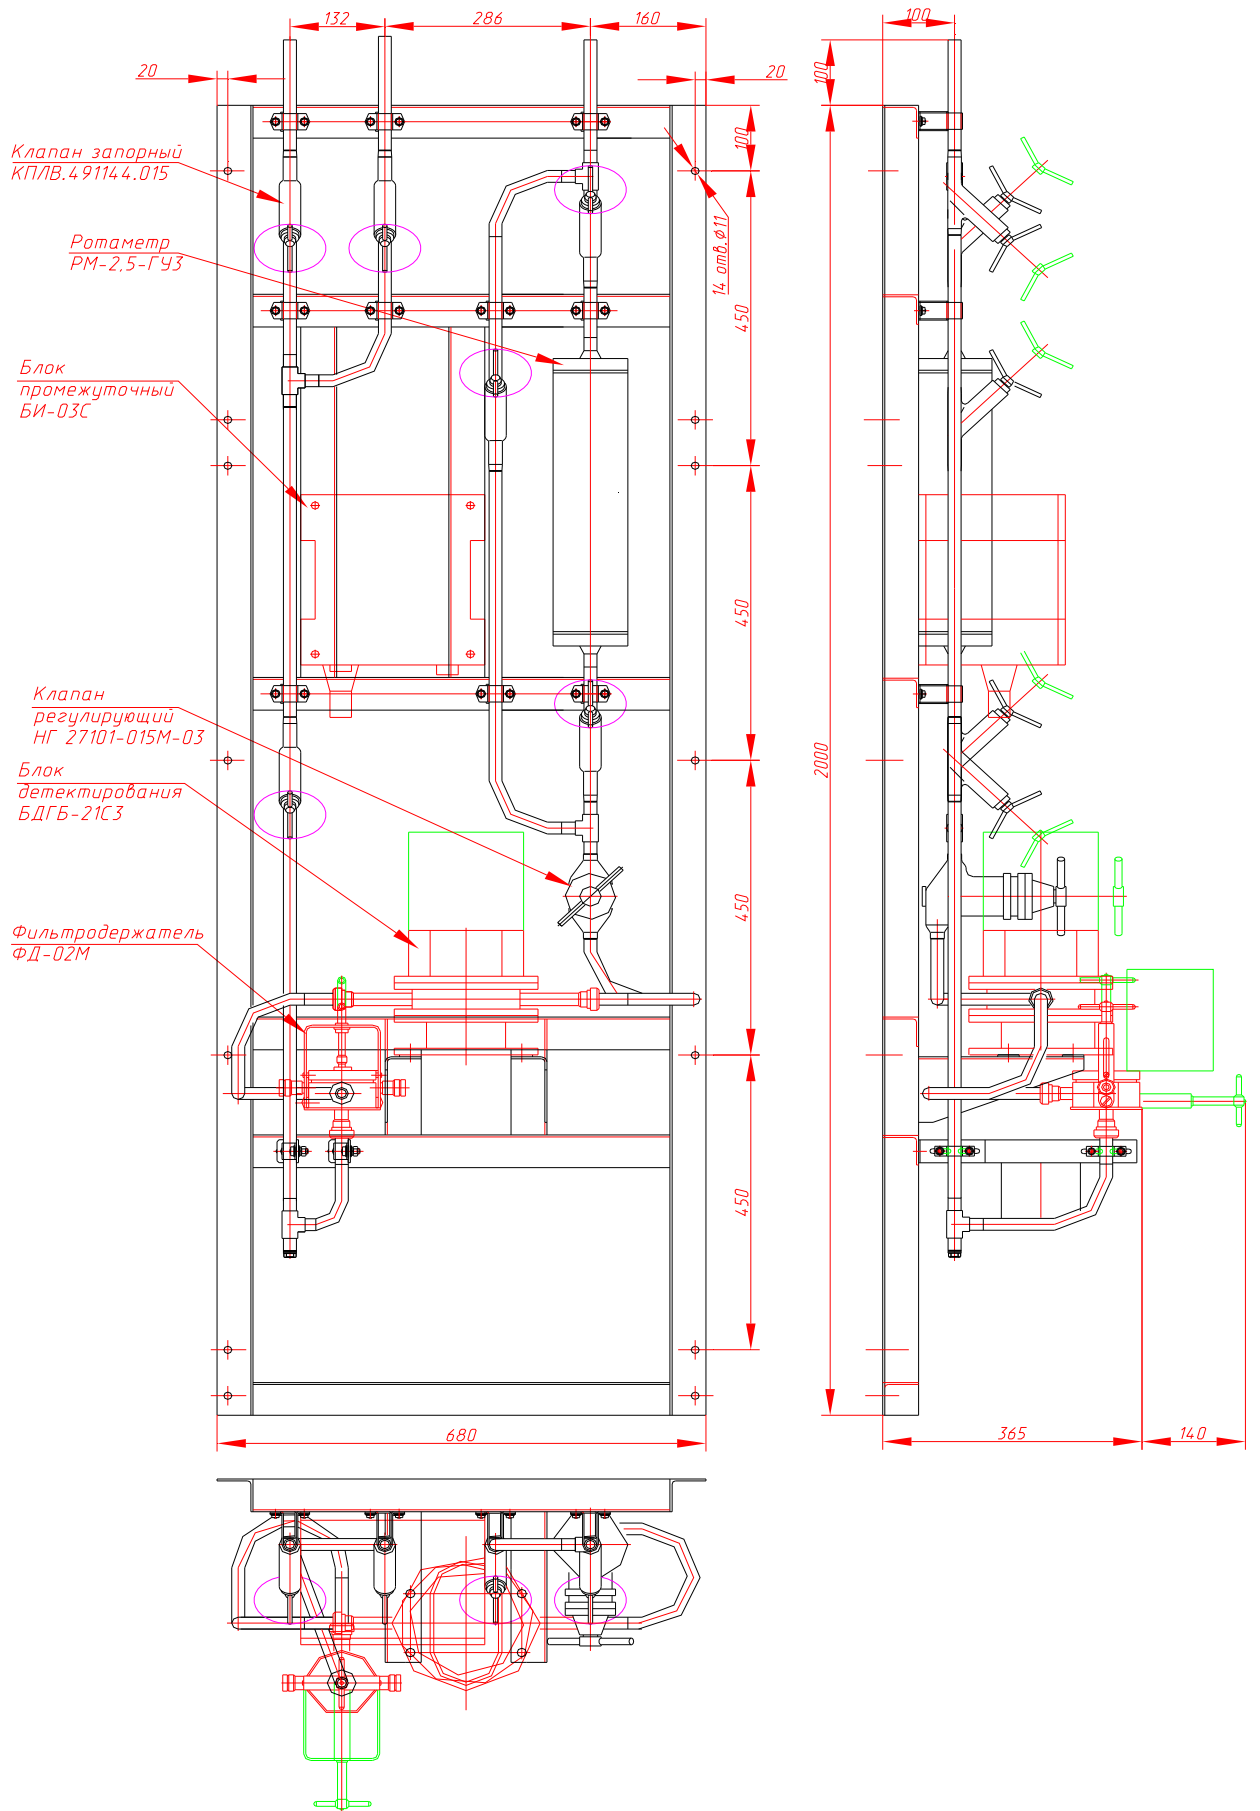 132
286
160
100
20
20
100
100
Клапан запорный
КПЛВ.491144.015
Ротаметр
РМ-2,5-ГУЗ
14 отв.ϕ11
450
Блок
промежуточный
БИ-03С
450
2000
Клапан
регулирующий
НГ 27101-015М-03
Блок
детектирования
БДГБ-21С3
450
Фильтродержатель
ФД-02М
450
680
365
140